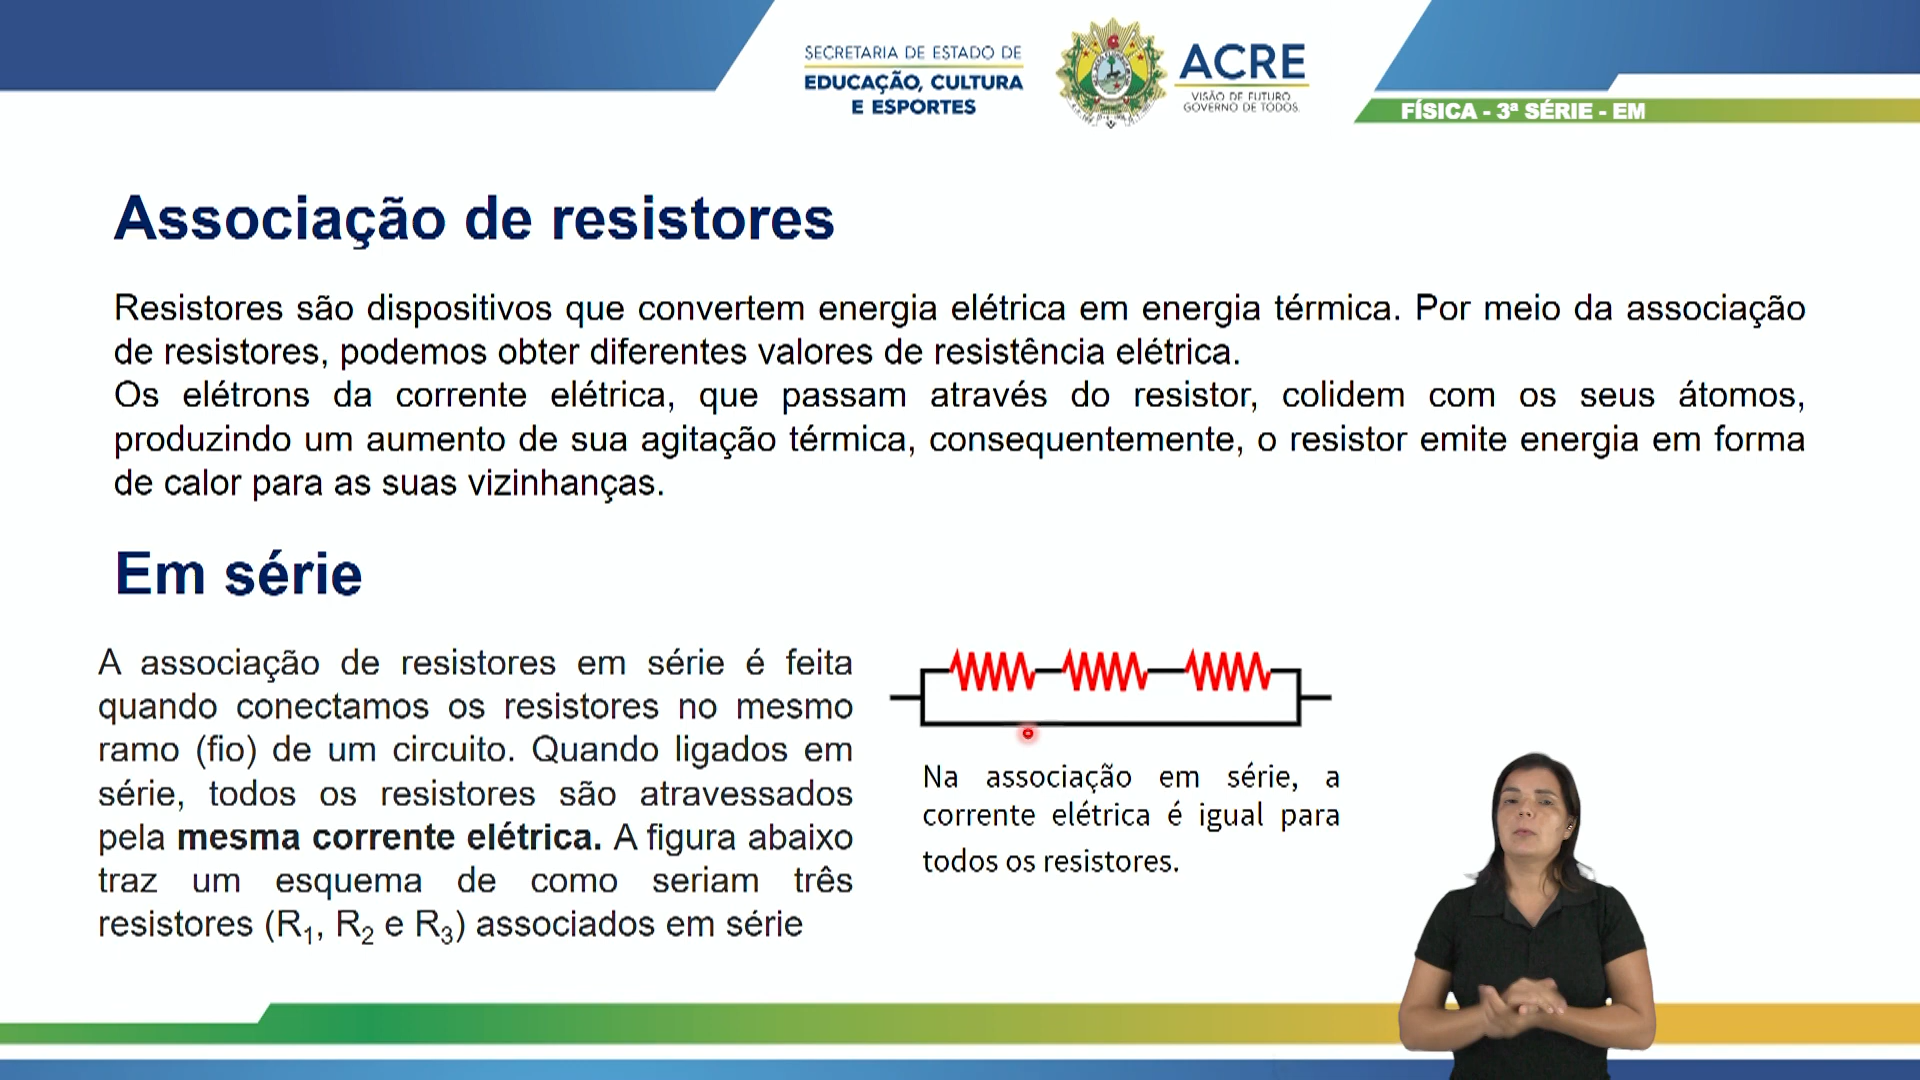 SECRETARIA DE ESTADO DE
EDUCAÇÃO, CULTURA
E ESPORTES
ACRE
VISÃO DE FUTURO
GOVERNO DE TODOS.
FÍSICA - 3ª SÉRIE - EM
Associação de resistores
Resistores são dispositivos que convertem energia elétrica em energia térmica. Por meio da associação
de resistores, podemos obter diferentes valores de resistência elétrica.
Os elétrons da corrente elétrica, que passam através do resistor, colidem com os seus átomos,
produzindo um aumento de sua agitação térmica, consequentemente, o resistor emite energia em forma
de calor para as suas vizinhanças.
Em série
A associação de resistores em série é feita
quando conectamos os resistores no mesmo
ramo (fio) de um circuito. Quando ligados em
série, todos os resistores são atravessados
pela mesma corrente elétrica. A figura abaixo
traz um esquema de como seriam três
resistores (R₁, R₂ e R₃) associados em série
Na associação em série, a
corrente elétrica é igual para
todos os resistores.